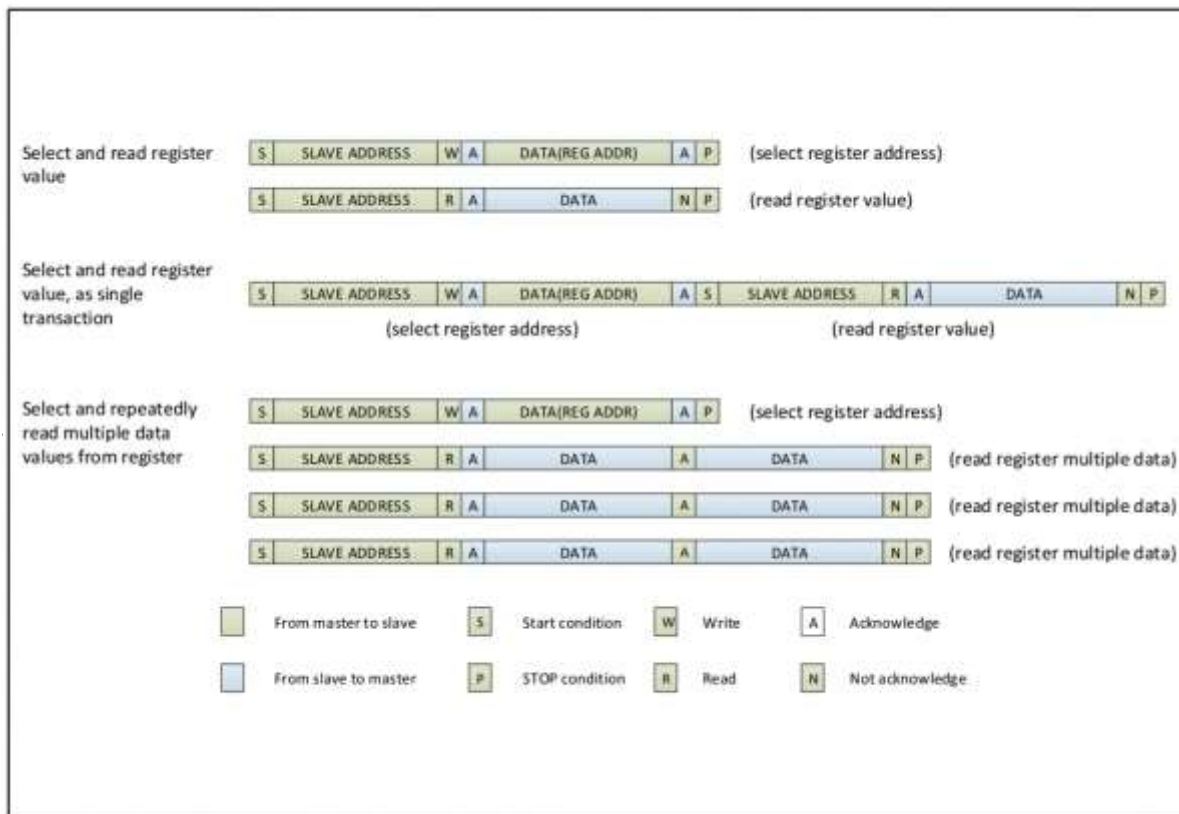 Select and read register
value
S SLAVE ADDRESS W A DATA(REG ADDR) A P (select register address)
S SLAVE ADDRESS R A DATA N P (read register value)
Select and read register
value, as single
transaction
S SLAVE ADDRESS W A DATA(REG ADDR) A S SLAVE ADDRESS R A DATA N P
(select register address) (read register value)
Select and repeatedly
read multiple data
values from register
S SLAVE ADDRESS W A DATA(REG ADDR) A P (select register address)
S SLAVE ADDRESS R A DATA A DATA N P (read register multiple data)
S SLAVE ADDRESS R A DATA A DATA N P (read register multiple data)
S SLAVE ADDRESS R A DATA A DATA N P (read register multiple data)
From master to slave S Start condition W Write A Acknowledge
From slave to master P STOP condition R Read N Not acknowledge